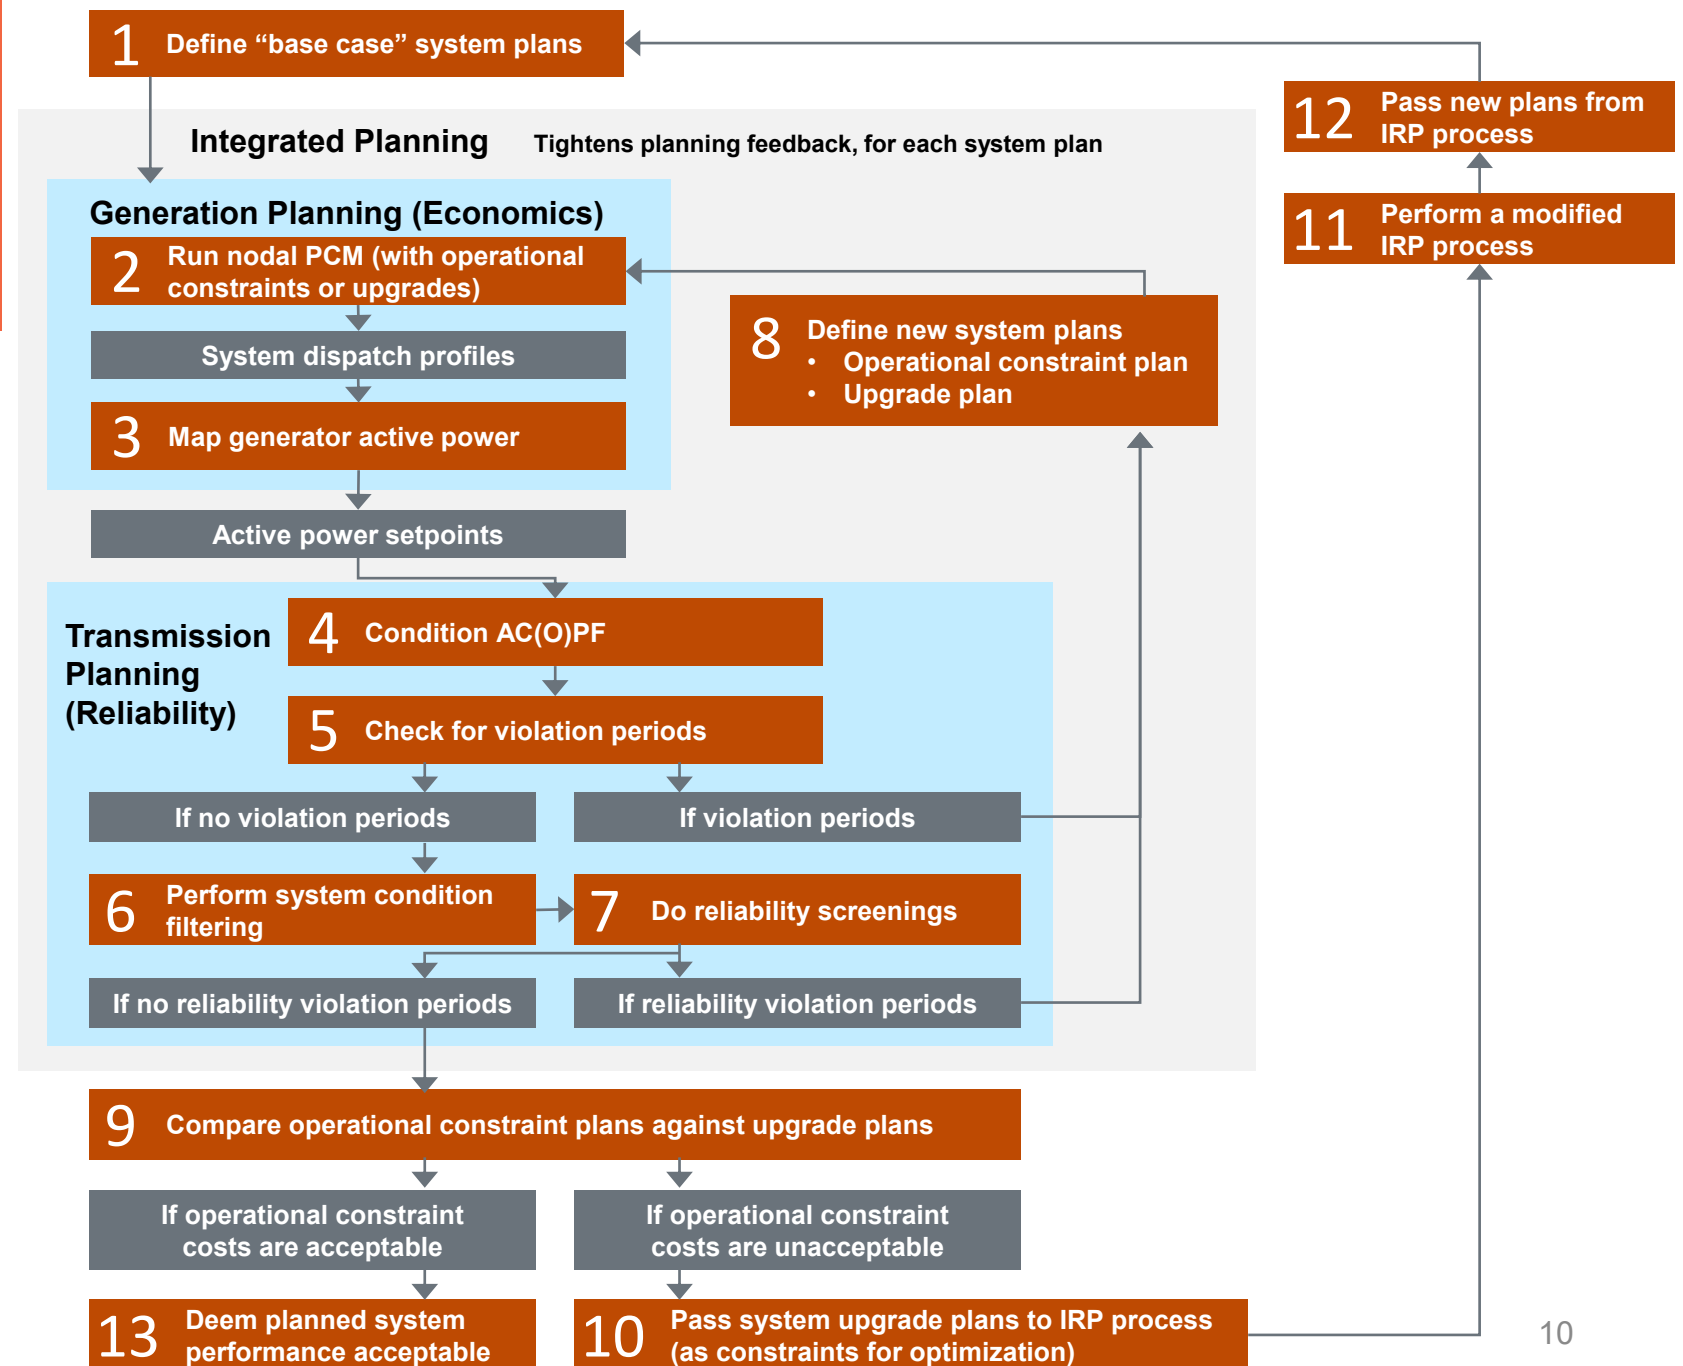 1 Define “base case” system plans
12 Pass new plans from
IRP process
Integrated Planning Tightens planning feedback, for each system plan
11 Perform a modified
IRP process
Generation Planning (Economics)
2 Run nodal PCM (with operational
constraints or upgrades)
System dispatch profiles
3 Map generator active power
8 Define new system plans
• Operational constraint plan
• Upgrade plan
Active power setpoints
Transmission
Planning
(Reliability)
4 Condition AC(O)PF
5 Check for violation periods
If no violation periods
If violation periods
6 Perform system condition
filtering
7 Do reliability screenings
If no reliability violation periods
If reliability violation periods
9 Compare operational constraint plans against upgrade plans
If operational constraint
costs are acceptable
If operational constraint
costs are unacceptable
13 Deem planned system
performance acceptable
10 Pass system upgrade plans to IRP process
(as constraints for optimization)
10